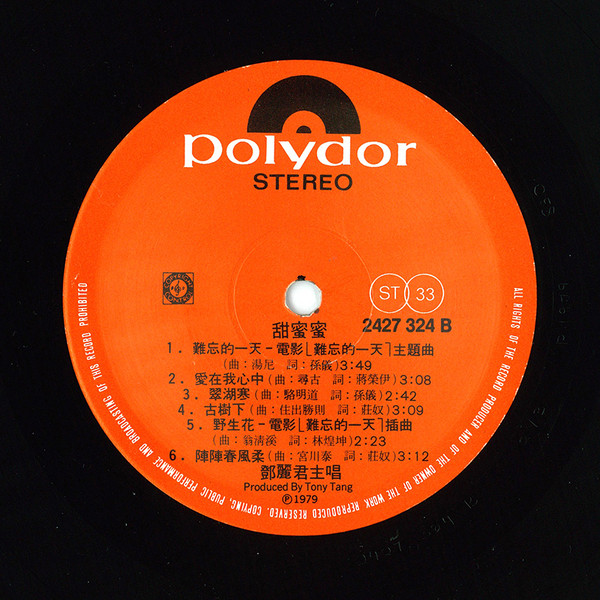 polydor
STEREO
ST 33
甜蜜蜜
2427 324 B
1. 難忘的一天-電影[難忘的一天]主題曲
(曲:湯尼 詞:孫儀)3:49
2. 愛在我心中(曲:尋古 詞:蔣榮伊)3:08
3. 翠湖寒(曲:駱明道 詞:孫儀)2:42
4. 古樹下(曲:住出勝則 詞:莊奴)3:09
5. 野生花-電影[難忘的一天]插曲
(曲:翁清溪 詞:林煌坤)2:23
6. 陣陣春風柔(曲:宮川泰 詞:莊奴)3:12
鄧麗君主唱
Produced By Tony Tang
Ⓟ1979
ALL RIGHTS OF THE RECORD PRODUCER AND OF THE OWNER OF THE WORK REPRODUCED RESERVED. COPYING, PUBLIC PERFORMANCE AND BROADCASTING OF THIS RECORD PROHIBITED